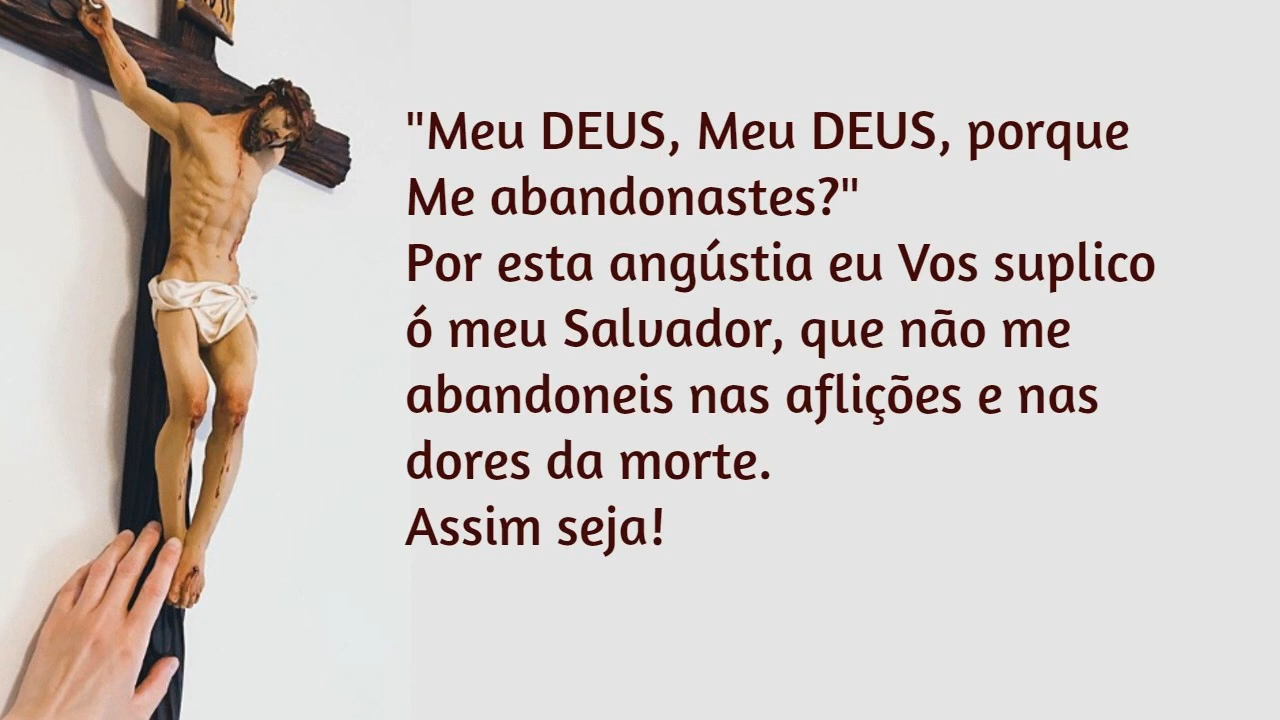 "Meu DEUS, Meu DEUS, porque
Me abandonastes?"
Por esta angústia eu Vos suplico
ó meu Salvador, que não me
abandoneis nas aflições e nas
dores da morte.
Assim seja!